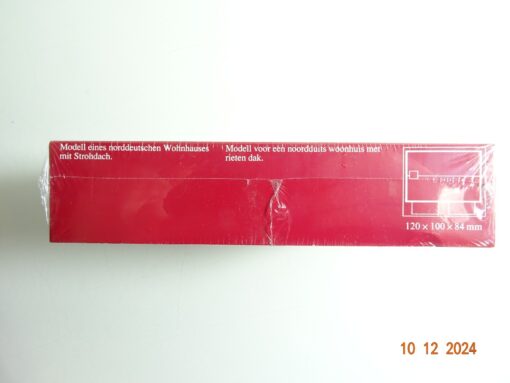 Modell eines norddeutschen Wohnhauses
mit Strohdach.
Modell voor een noordduits woonhuis met
rieten dak.
120 × 100 × 84 mm
10 12 2024